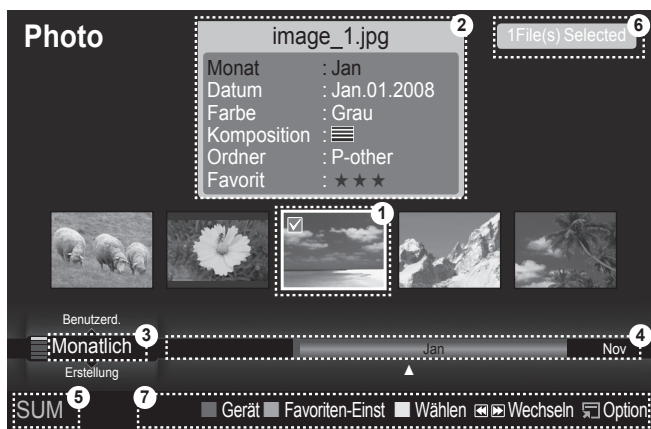 Photo
image_1.jpg
2
1File(s) Selected
6
Monat : Jan
Datum : Jan.01.2008
Farbe : Grau
Komposition :
Ordner : P-other
Favorit : ★★★
1
Benutzerd.
Monatlich
3
Jan
Nov
4
Erstellung
SUM
5
7
Gerät Favoriten-Einst Wählen Wechseln Option